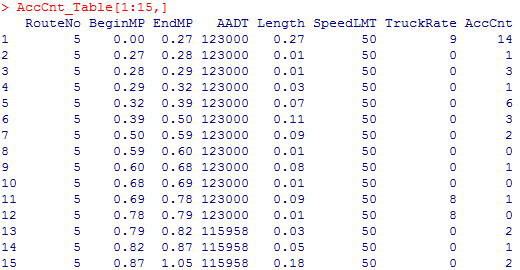 > AccCnt_Table[1:15,]
RouteNo BeginMP EndMP AADT Length SpeedLMT TruckRate AccCnt
1 5 0.00 0.27 123000 0.27 50 9 14
2 5 0.27 0.28 123000 0.01 50 0 1
3 5 0.28 0.29 123000 0.01 50 0 3
4 5 0.29 0.32 123000 0.03 50 0 1
5 5 0.32 0.39 123000 0.07 50 0 6
6 5 0.39 0.50 123000 0.11 50 0 3
7 5 0.50 0.59 123000 0.09 50 0 2
8 5 0.59 0.60 123000 0.01 50 0 0
9 5 0.60 0.68 123000 0.08 50 0 1
10 5 0.68 0.69 123000 0.01 50 0 0
11 5 0.69 0.78 123000 0.09 50 8 1
12 5 0.78 0.79 123000 0.01 50 8 0
13 5 0.79 0.82 115958 0.03 50 0 2
14 5 0.82 0.87 115958 0.05 50 0 1
15 5 0.87 1.05 115958 0.18 50 0 2